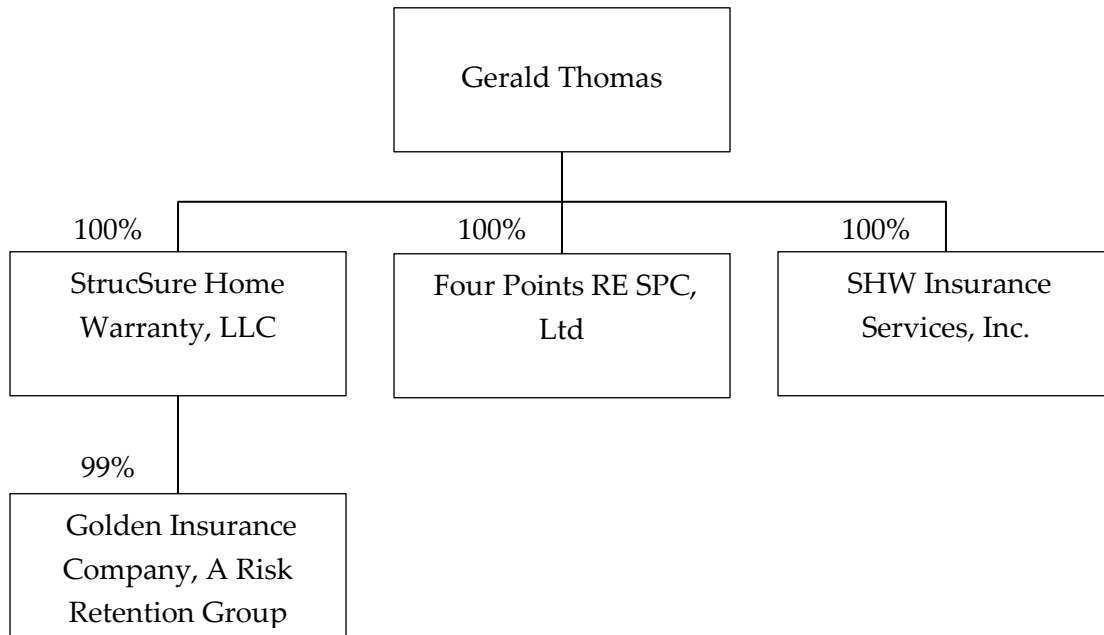 Gerald Thomas
100%
100%
100%
StrucSure Home
Warranty, LLC
Four Points RE SPC,
Ltd
SHW Insurance
Services, Inc.
99%
Golden Insurance
Company, A Risk
Retention Group